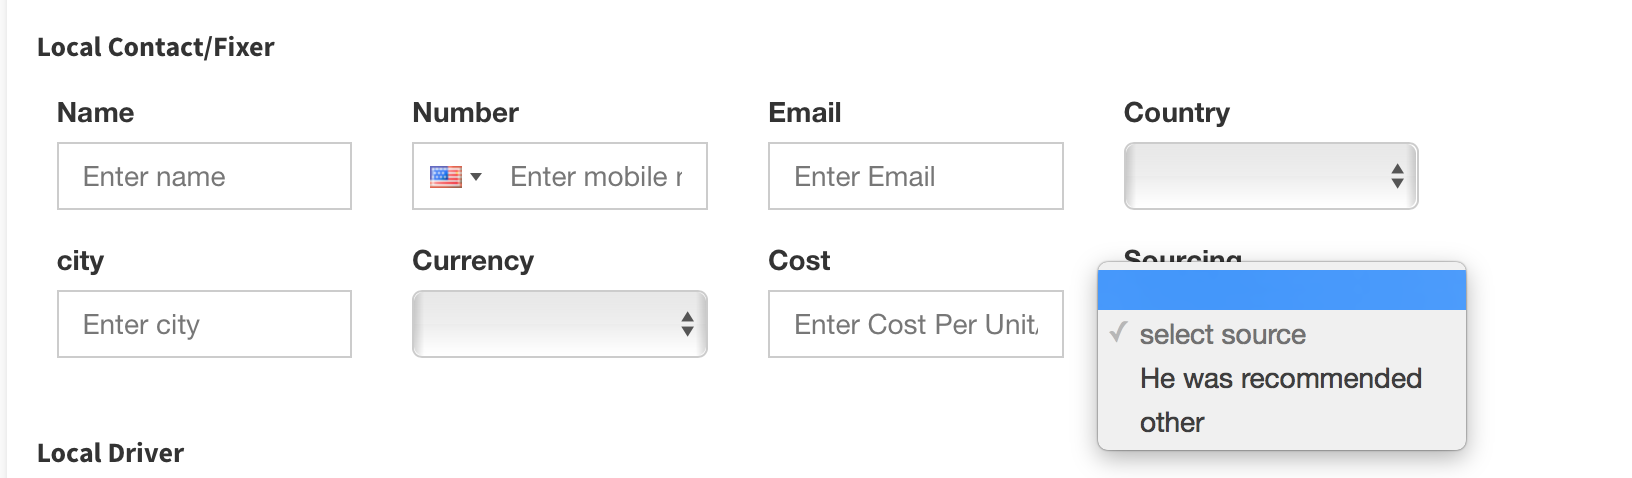 Local Contact/Fixer
Name Number Email Country
Enter name Enter mobile r Enter Email
city Currency Cost Sourcing
Enter city Enter Cost Per Unit/
select source
He was recommended
other
Local Driver